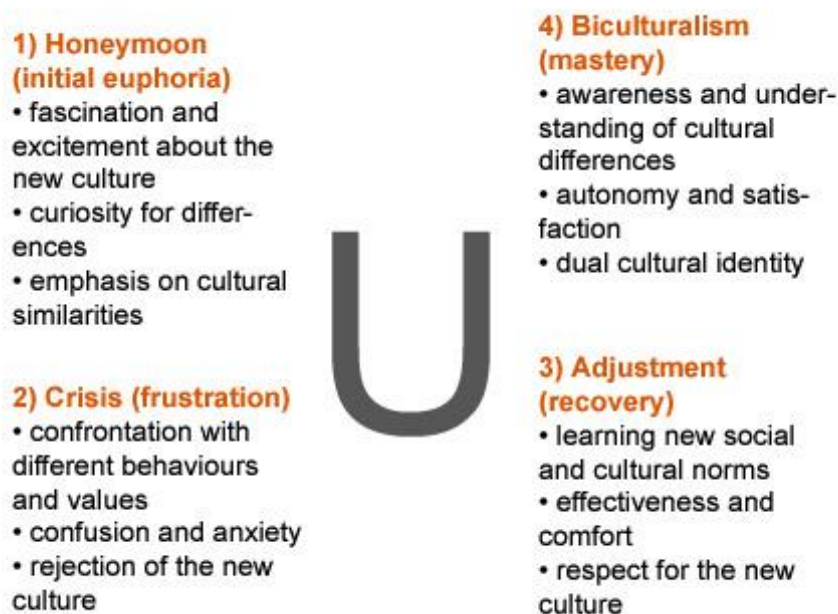 1) Honeymoon
(initial euphoria)
• fascination and
excitement about the
new culture
• curiosity for differ-
ences
• emphasis on cultural
similarities
2) Crisis (frustration)
• confrontation with
different behaviours
and values
• confusion and anxiety
• rejection of the new
culture
U
3) Adjustment
(recovery)
• learning new social
and cultural norms
• effectiveness and
comfort
• respect for the new
culture
4) Biculturalism
(mastery)
• awareness and under-
standing of cultural
differences
• autonomy and satis-
faction
• dual cultural identity